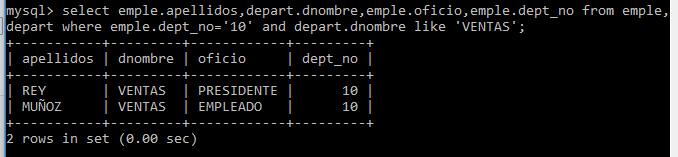 mysql> select emple.apellidos,depart.dnombre,emple.oficio,emple.dept_no from emple,
depart where emple.dept_no='10' and depart.dnombre like 'VENTAS';
+-----------+---------+------------+---------+
| apellidos | dnombre | oficio     | dept_no |
+-----------+---------+------------+---------+
| REY       | VENTAS  | PRESIDENTE |      10 |
| MUÑOZ     | VENTAS  | EMPLEADO   |      10 |
+-----------+---------+------------+---------+
2 rows in set (0.00 sec)